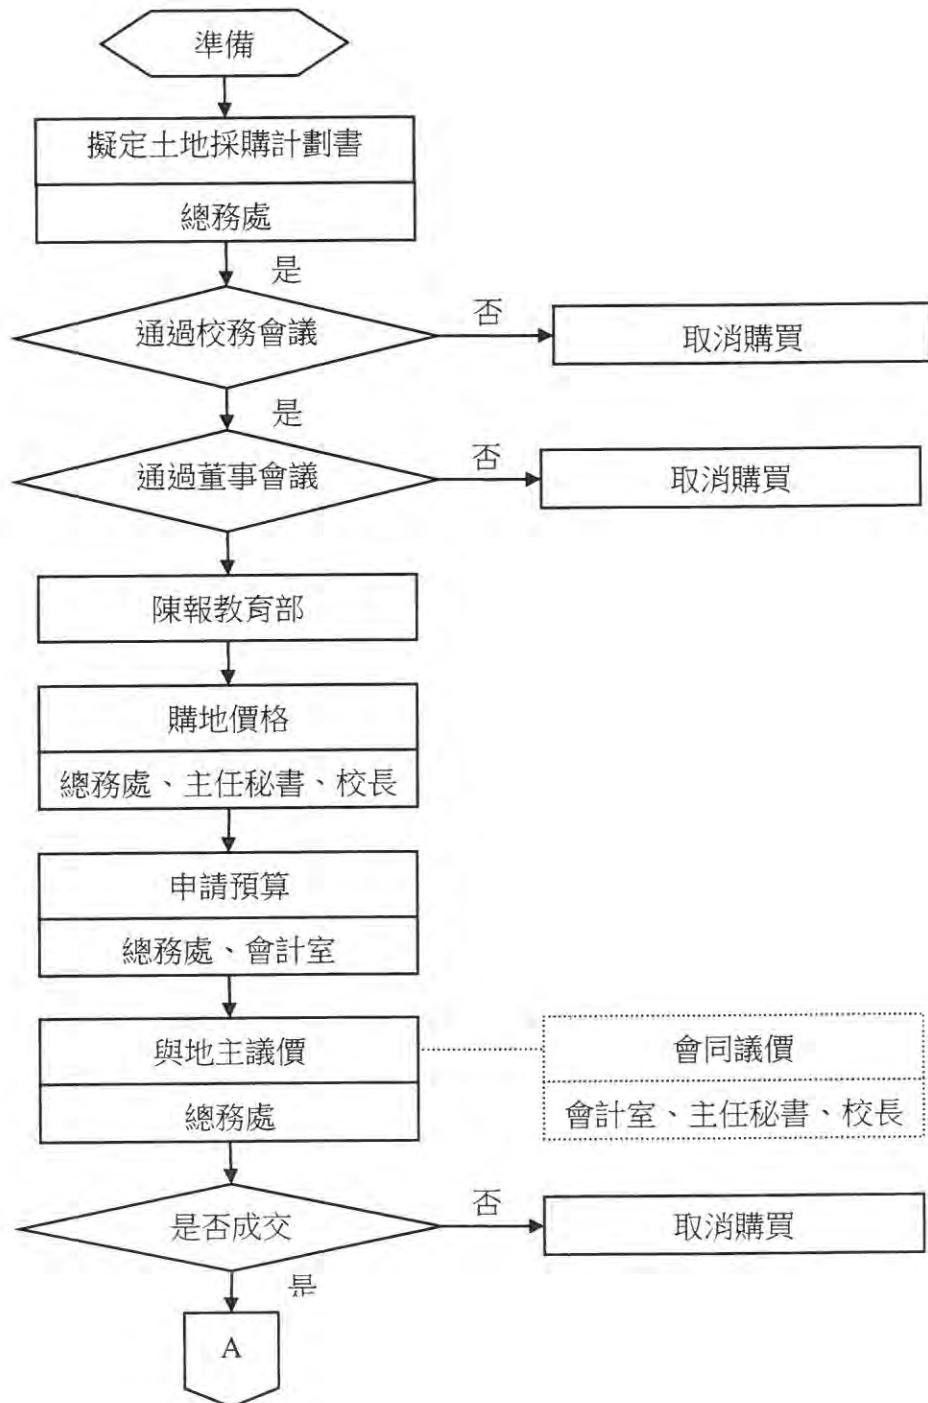 準備
擬定土地採購計劃書
總務處
是
通過校務會議
否
取消購買
是
通過董事會議
否
取消購買
陳報教育部
購地價格
總務處、主任秘書、校長
申請預算
總務處、會計室
與地主議價
總務處
會同議價
會計室、主任秘書、校長
是否成交
否
取消購買
是
A